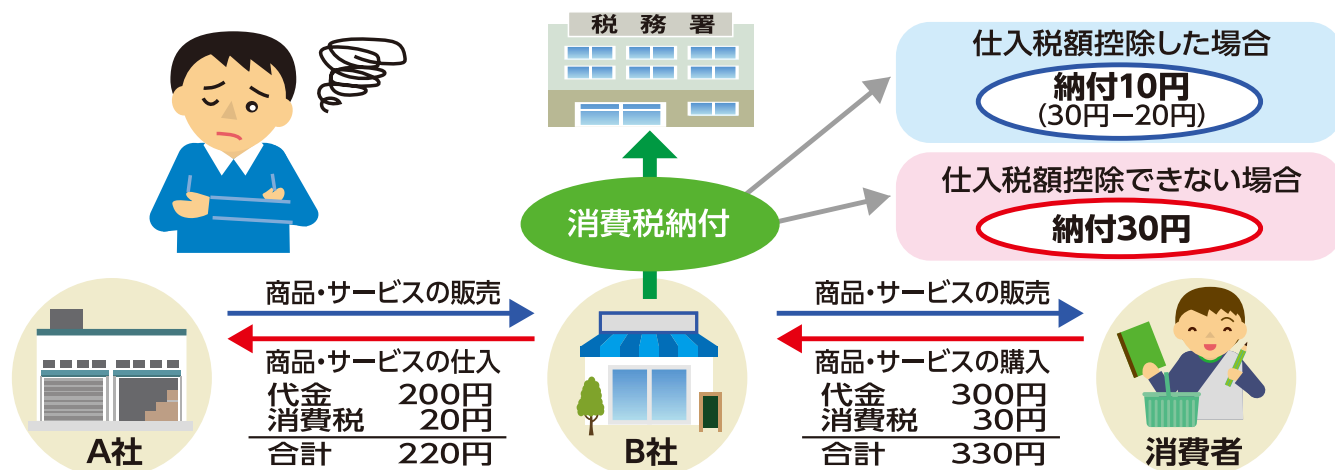 税務署
仕入税額控除した場合
納付10円
(30円－20円)
仕入税額控除できない場合
納付30円
消費税納付
商品・サービスの販売
商品・サービスの仕入
代金 200円
消費税 20円
合計 220円
商品・サービスの販売
商品・サービスの購入
代金 300円
消費税 30円
合計 330円
A社
B社
消費者